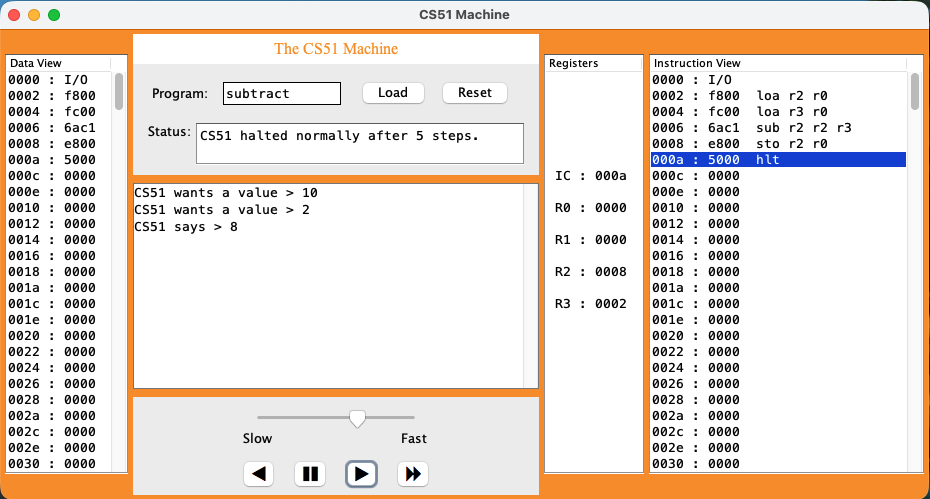 CS51 Machine
Data View
0000 : I/O
0002 : f800
0004 : fc00
0006 : 6ac1
0008 : e800
000a : 5000
000c : 0000
000e : 0000
0010 : 0000
0012 : 0000
0014 : 0000
0016 : 0000
0018 : 0000
001a : 0000
001c : 0000
001e : 0000
0020 : 0000
0022 : 0000
0024 : 0000
0026 : 0000
0028 : 0000
002a : 0000
002c : 0000
002e : 0000
0030 : 0000
The CS51 Machine
Program: subtract Load Reset
Status: CS51 halted normally after 5 steps.
CS51 wants a value > 10
CS51 wants a value > 2
CS51 says > 8
Slow Fast
Registers
IC : 000a
R0 : 0000
R1 : 0000
R2 : 0008
R3 : 0002
Instruction View
0000 : I/O
0002 : f800 loa r2 r0
0004 : fc00 loa r3 r0
0006 : 6ac1 sub r2 r2 r3
0008 : e800 sto r2 r0
000a : 5000 hlt
000c : 0000
000e : 0000
0010 : 0000
0012 : 0000
0014 : 0000
0016 : 0000
0018 : 0000
001a : 0000
001c : 0000
001e : 0000
0020 : 0000
0022 : 0000
0024 : 0000
0026 : 0000
0028 : 0000
002a : 0000
002c : 0000
002e : 0000
0030 : 0000